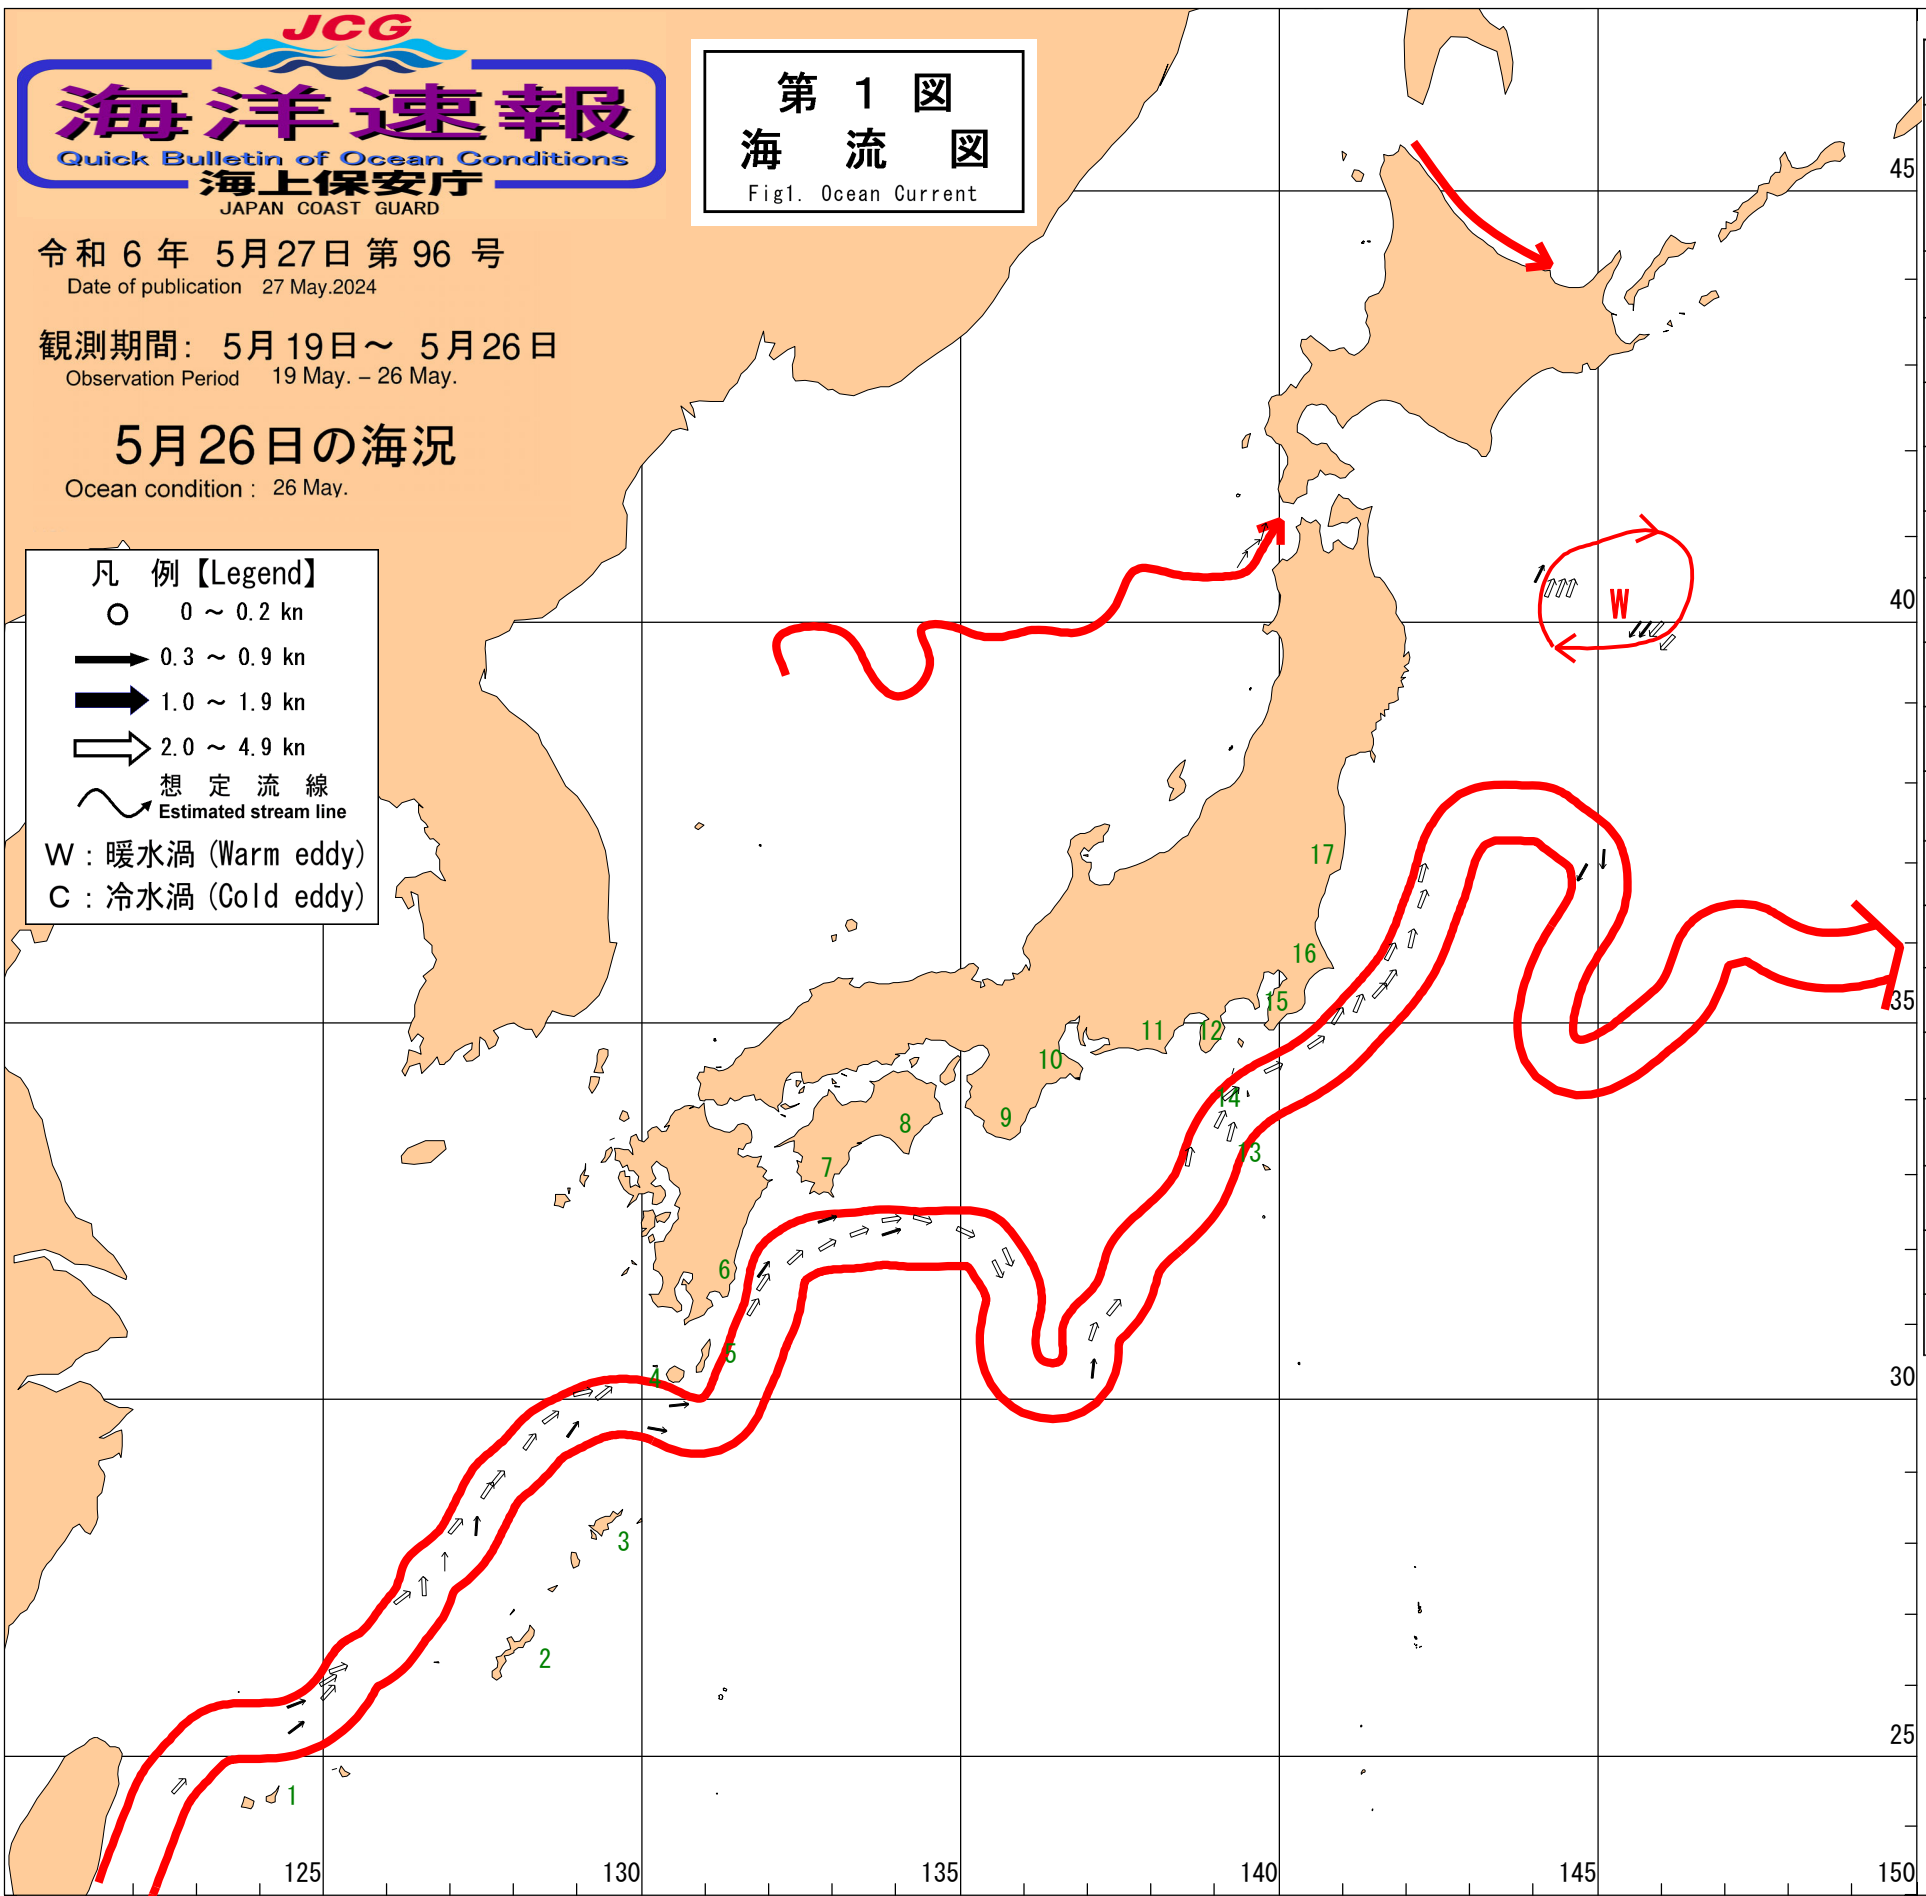 JCG
海洋速報
Quick Bulletin of Ocean Conditions
海上保安庁
JAPAN COAST GUARD
令和 6 年 5月27日 第 96 号
Date of publication 27 May.2024
観測期間: 5月19日～ 5月26日
Observation Period 19 May. – 26 May.
5月26日の海況
Ocean condition : 26 May.
第 1 図
海 流 図
Fig1. Ocean Current
凡 例【Legend】
0 ～ 0.2 kn
0.3 ～ 0.9 kn
1.0 ～ 1.9 kn
2.0 ～ 4.9 kn
想 定 流 線
Estimated stream line
W : 暖水渦 (Warm eddy)
C : 冷水渦 (Cold eddy)
45
40
W
17
16
35
15
12
11
10
14
9
8
13
7
6
5
4
30
3
2
25
1
125
130
135
140
145
150